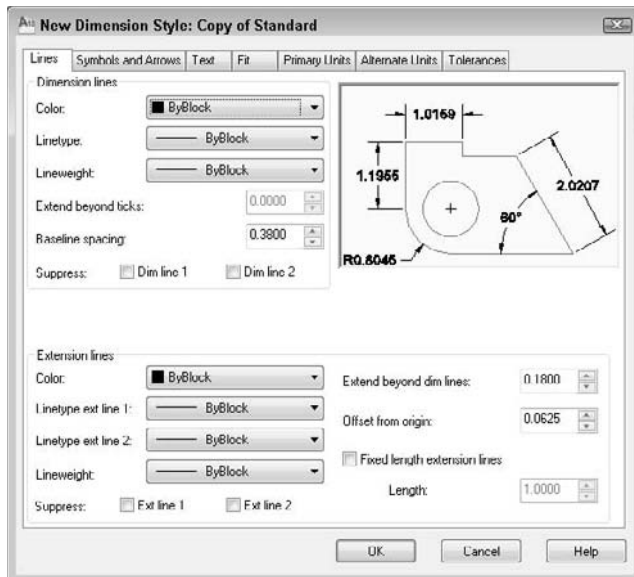 New Dimension Style: Copy of Standard
Lines Symbols and Arrows Text Fit Primary Units Alternate Units Tolerances
Dimension lines
Color: ByBlock
Linetype: ByBlock
Lineweight: ByBlock
Extend beyond ticks: 0.0000
Baseline spacing: 0.3800
Suppress: Dim line 1 Dim line 2
1.0159
1.1955
2.0207
60°
R0.8045
Extension lines
Color: ByBlock
Linetype ext line 1: ByBlock
Linetype ext line 2: ByBlock
Lineweight: ByBlock
Suppress: Ext line 1 Ext line 2
Extend beyond dim lines: 0.1800
Offset from origin: 0.0625
Fixed length extension lines
Length: 1.0000
OK Cancel Help